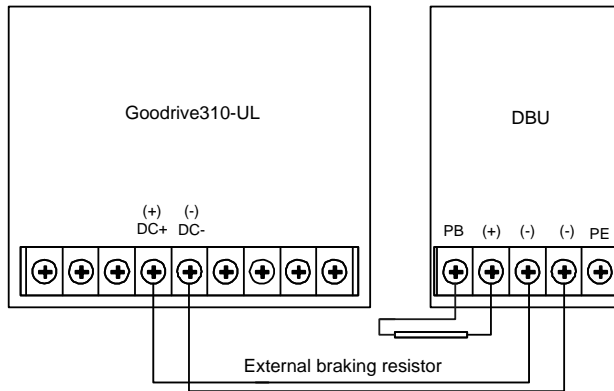 Goodrive310-UL
DBU
(+) (-)
DC+ DC-
PB (+) (-) (-) PE
External braking resistor